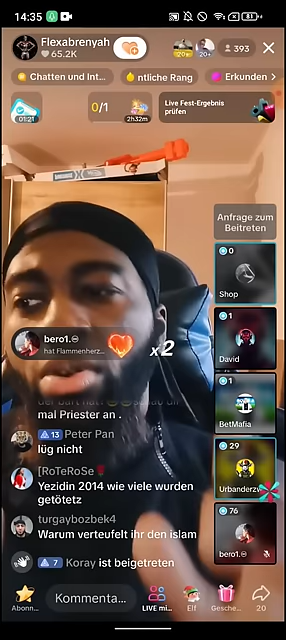 14:35
81%
Flexabrenyah
65.2K
20+
20+
393
Chatten und Int...
ntliche Rang
Erkunden
01:21
0/1
2h32m
Live Fest-Ergebnis
prüfen
Anfrage zum
Beitreten
0
Shop
bero1.
hat Flammenherz...
x2
1
David
mal Priester an .
13 Peter Pan
lüg nicht
1
BetMafia
[RoTeRoSe🌹
Yezidin 2014 wie viele wurden
getötetz
29
Urbanderz
turgaybozbek4
Warum verteufelt ihr den islam
76
bero1.
7 Koray ist beigetreten
Kommenta...
Abonn...
LIVE mi...
Elf
Gesche...
20